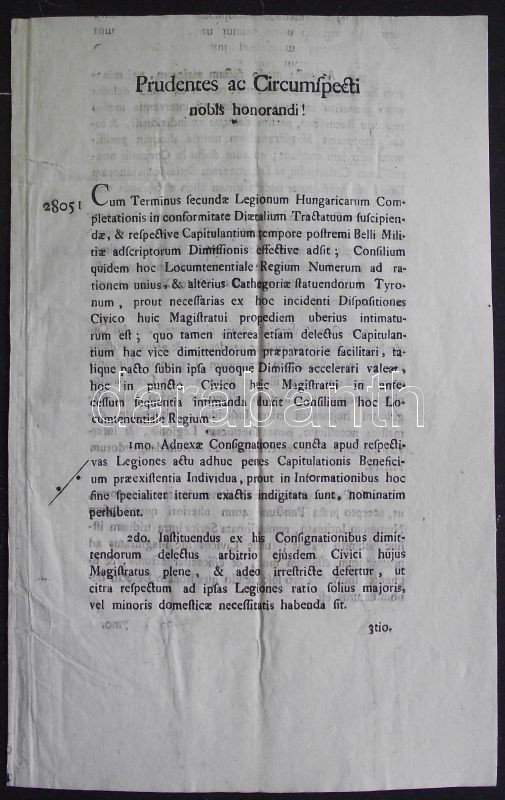 Prudentes ac Circumſpecti
nobis honorandi!
28051
Cum Terminus ſecundæ Legionum Hungaricarum Com-
pletationis in conformitate Diætalium Tractatuum ſuſcipien-
dæ, & reſpective Capitulantium tempore poſtremi Belli Mili-
tiæ adſcriptorum Dimiſſionis effective adſit; Conſilium
quidem hoc Locumtenentiale Regium Numerum ad ra-
tionem unius, & alterius Cathegoriæ ſtatuendorum Tyro-
num, prout neceſſarias ex hoc incidenti Diſpoſitiones
Civico huic Magiſtratui propediem uberius intimatu-
rum eſt; quo tamen interea etiam delectus Capitulan-
tium hac vice dimittendorum præparatorie facilitari, ta-
lique pacto ſubin ipſa quoque Dimiſſio accelerari valeat,
hoc in puncto Civico huic Magiſtratui in ante-
ceſſum ſequentia intimanda ſunt Conſilium hoc Lo-
cumtenentiale Regium
1mo. Adnexæ Conſignationes cuncta apud reſpecti-
vas Legiones actu adhuc penes Capitulationis Benefici-
um præexiſtentia Individua, prout in Informationibus hoc
fine ſpecialiter iterum exactis indigitata ſunt, nominatim
perhibent.
2do. Inſtituendus ex his Conſignationibus dimit-
tendorum delectus arbitrio ejúsdem Civici hujus
Magiſtratus plene, & adeo irreſtricte defertur, ut
citra reſpectum ad ipſas Legiones ratio ſolius majoris,
vel minoris domeſticæ neceſſitatis habenda ſit.
3tio.
darabanth